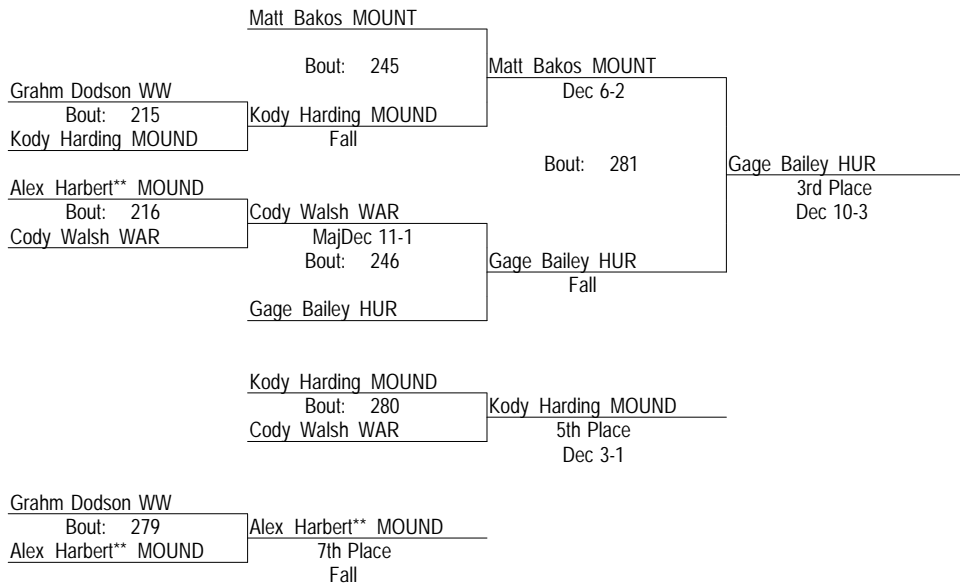 Matt Bakos MOUNT
Bout: 245
Matt Bakos MOUNT
Dec 6-2
Grahm Dodson WW
Bout: 215
Kody Harding MOUND
Kody Harding MOUND
Fall
Bout: 281
Gage Bailey HUR
3rd Place
Dec 10-3
Alex Harbert** MOUND
Bout: 216
Cody Walsh WAR
Cody Walsh WAR
MajDec 11-1
Bout: 246
Gage Bailey HUR
Fall
Gage Bailey HUR
Kody Harding MOUND
Bout: 280
Cody Walsh WAR
Kody Harding MOUND
5th Place
Dec 3-1
Grahm Dodson WW
Bout: 279
Alex Harbert** MOUND
Alex Harbert** MOUND
7th Place
Fall